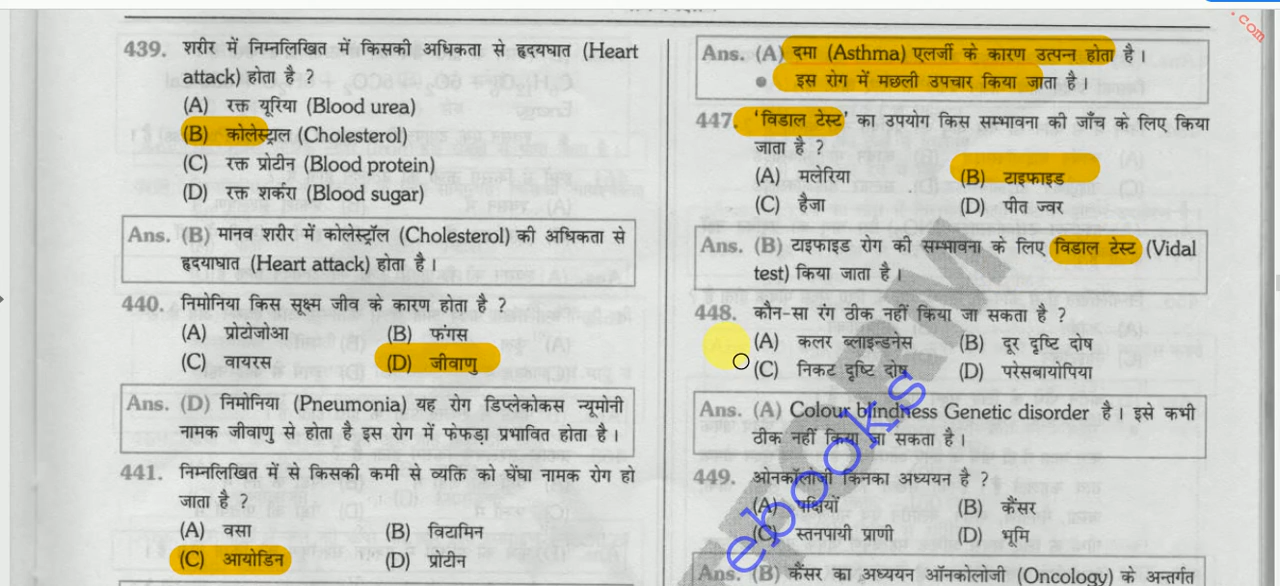 439. शरीर में निम्नलिखित में किसकी अधिकता से हृदयघात (Heart
attack) होता है ?
(A) रक्त यूरिया (Blood urea)
(B) कोलेस्ट्राल (Cholesterol)
(C) रक्त प्रोटीन (Blood protein)
(D) रक्त शर्करा (Blood sugar)
Ans. (B) मानव शरीर में कोलेस्ट्रॉल (Cholesterol) की अधिकता से
हृदयाघात (Heart attack) होता है।
440. निमोनिया किस सूक्ष्म जीव के कारण होता है ?
(A) प्रोटोजोआ (B) फंगस
(C) वायरस (D) जीवाणु
Ans. (D) निमोनिया (Pneumonia) यह रोग डिप्लेकोकस न्यूमोनी
नामक जीवाणु से होता है इस रोग में फेफड़ा प्रभावित होता है।
441. निम्नलिखित में से किसकी कमी से व्यक्ति को घेंघा नामक रोग हो
जाता है ?
(A) वसा (B) विटामिन
(C) आयोडिन (D) प्रोटीन
Ans. (A) दमा (Asthma) एलर्जी के कारण उत्पन्न होता है।
• इस रोग में मछली उपचार किया जाता है।
447. 'विडाल टेस्ट' का उपयोग किस सम्भावना की जाँच के लिए किया
जाता है ?
(A) मलेरिया (B) टाइफाइड
(C) हैजा (D) पीत ज्वर
Ans. (B) टाइफाइड रोग की सम्भावना के लिए विडाल टेस्ट (Vidal
test) किया जाता है।
448. कौन-सा रंग ठीक नहीं किया जा सकता है ?
(A) कलर ब्लाइन्डनेस (B) दूर दृष्टि दोष
(C) निकट दृष्टि दोष (D) परेसबायोपिया
Ans. (A) Colour blindness Genetic disorder है। इसे कभी
ठीक नहीं किया जा सकता है।
449. ओनकॉलोजी किनका अध्ययन है ?
(A) पक्षियों (B) कैंसर
(C) स्तनपायी प्राणी (D) भूमि
Ans. (B) कैंसर का अध्ययन ऑनकोलोजी (Oncology) के अन्तर्गत
ebooks
.com